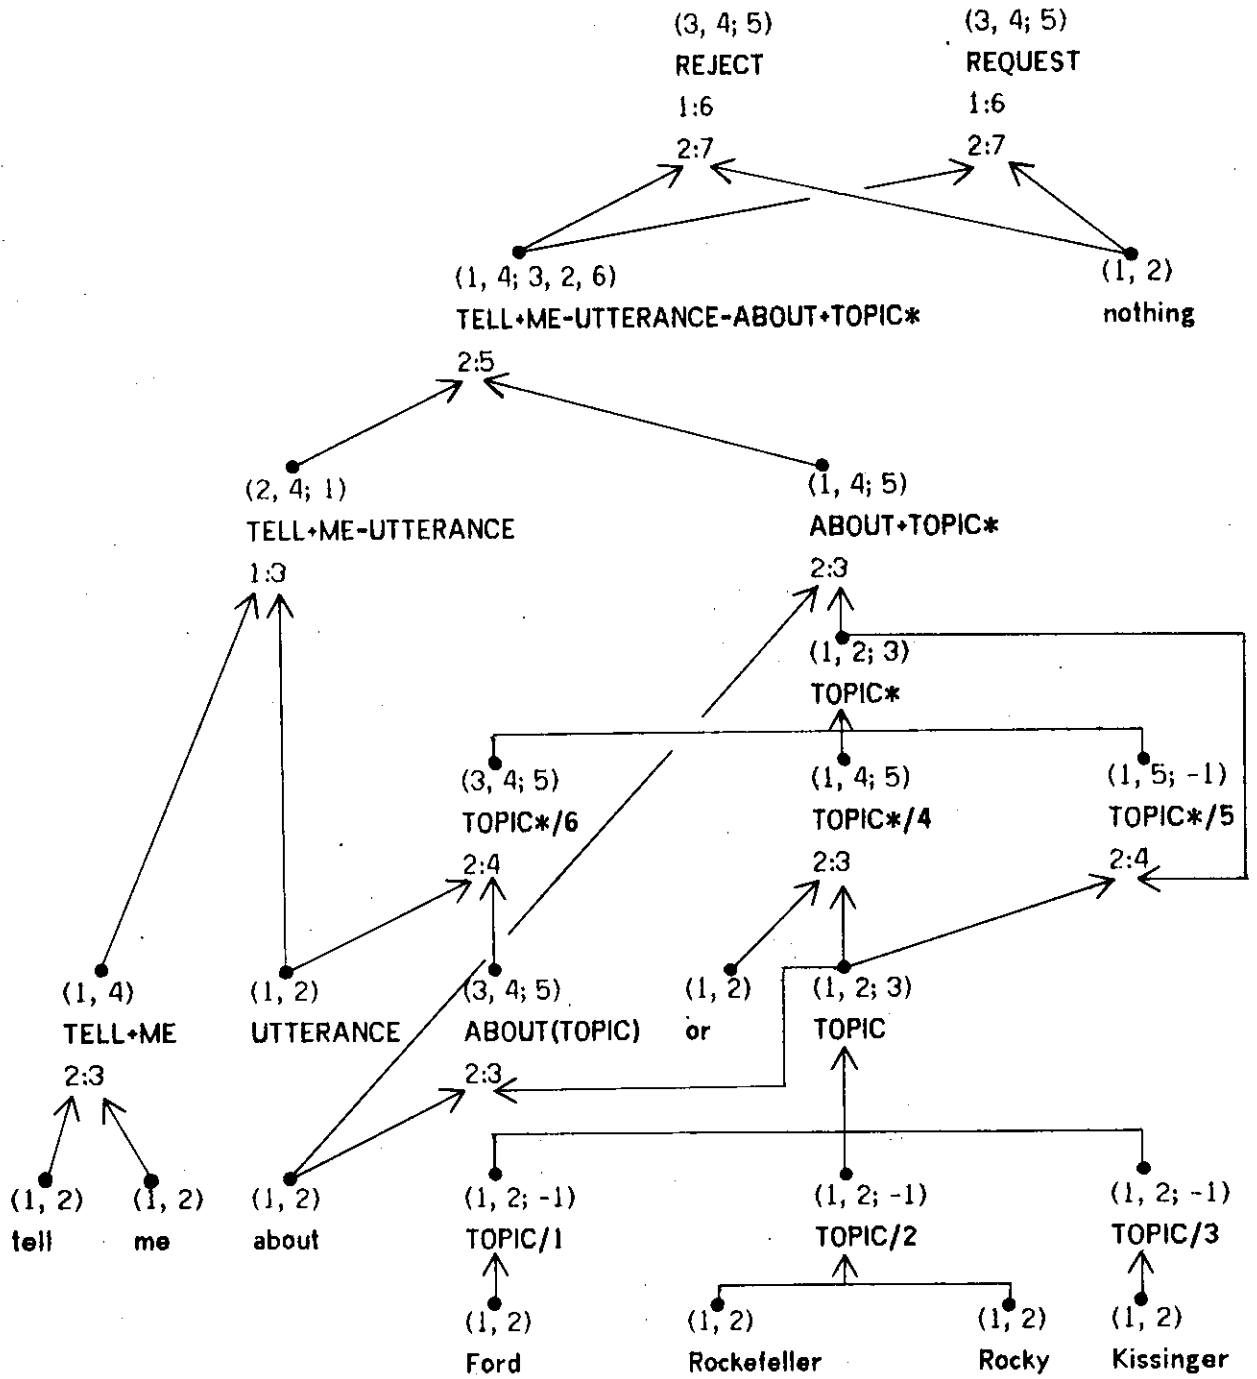 (3, 4; 5) (3, 4; 5)
REJECT REQUEST
1:6 1:6
2:7 2:7
(1, 4; 3, 2, 6) (1, 2)
TELL+ME-UTTERANCE-ABOUT+TOPIC* nothing
2:5
(2, 4; 1) (1, 4; 5)
TELL+ME-UTTERANCE ABOUT+TOPIC*
1:3 2:3
(1, 2; 3)
TOPIC*
(3, 4; 5) (1, 4; 5) (1, 5; -1)
TOPIC*/6 TOPIC*/4 TOPIC*/5
2:4 2:3 2:4
(1, 4) (1, 2) (3, 4; 5) (1, 2) (1, 2; 3)
TELL+ME UTTERANCE ABOUT(TOPIC) or TOPIC
2:3 2:3
(1, 2) (1, 2) (1, 2) (1, 2; -1) (1, 2; -1) (1, 2; -1)
tell me about TOPIC/1 TOPIC/2 TOPIC/3
(1, 2) (1, 2) (1, 2) (1, 2)
Ford Rockefeller Rocky Kissinger